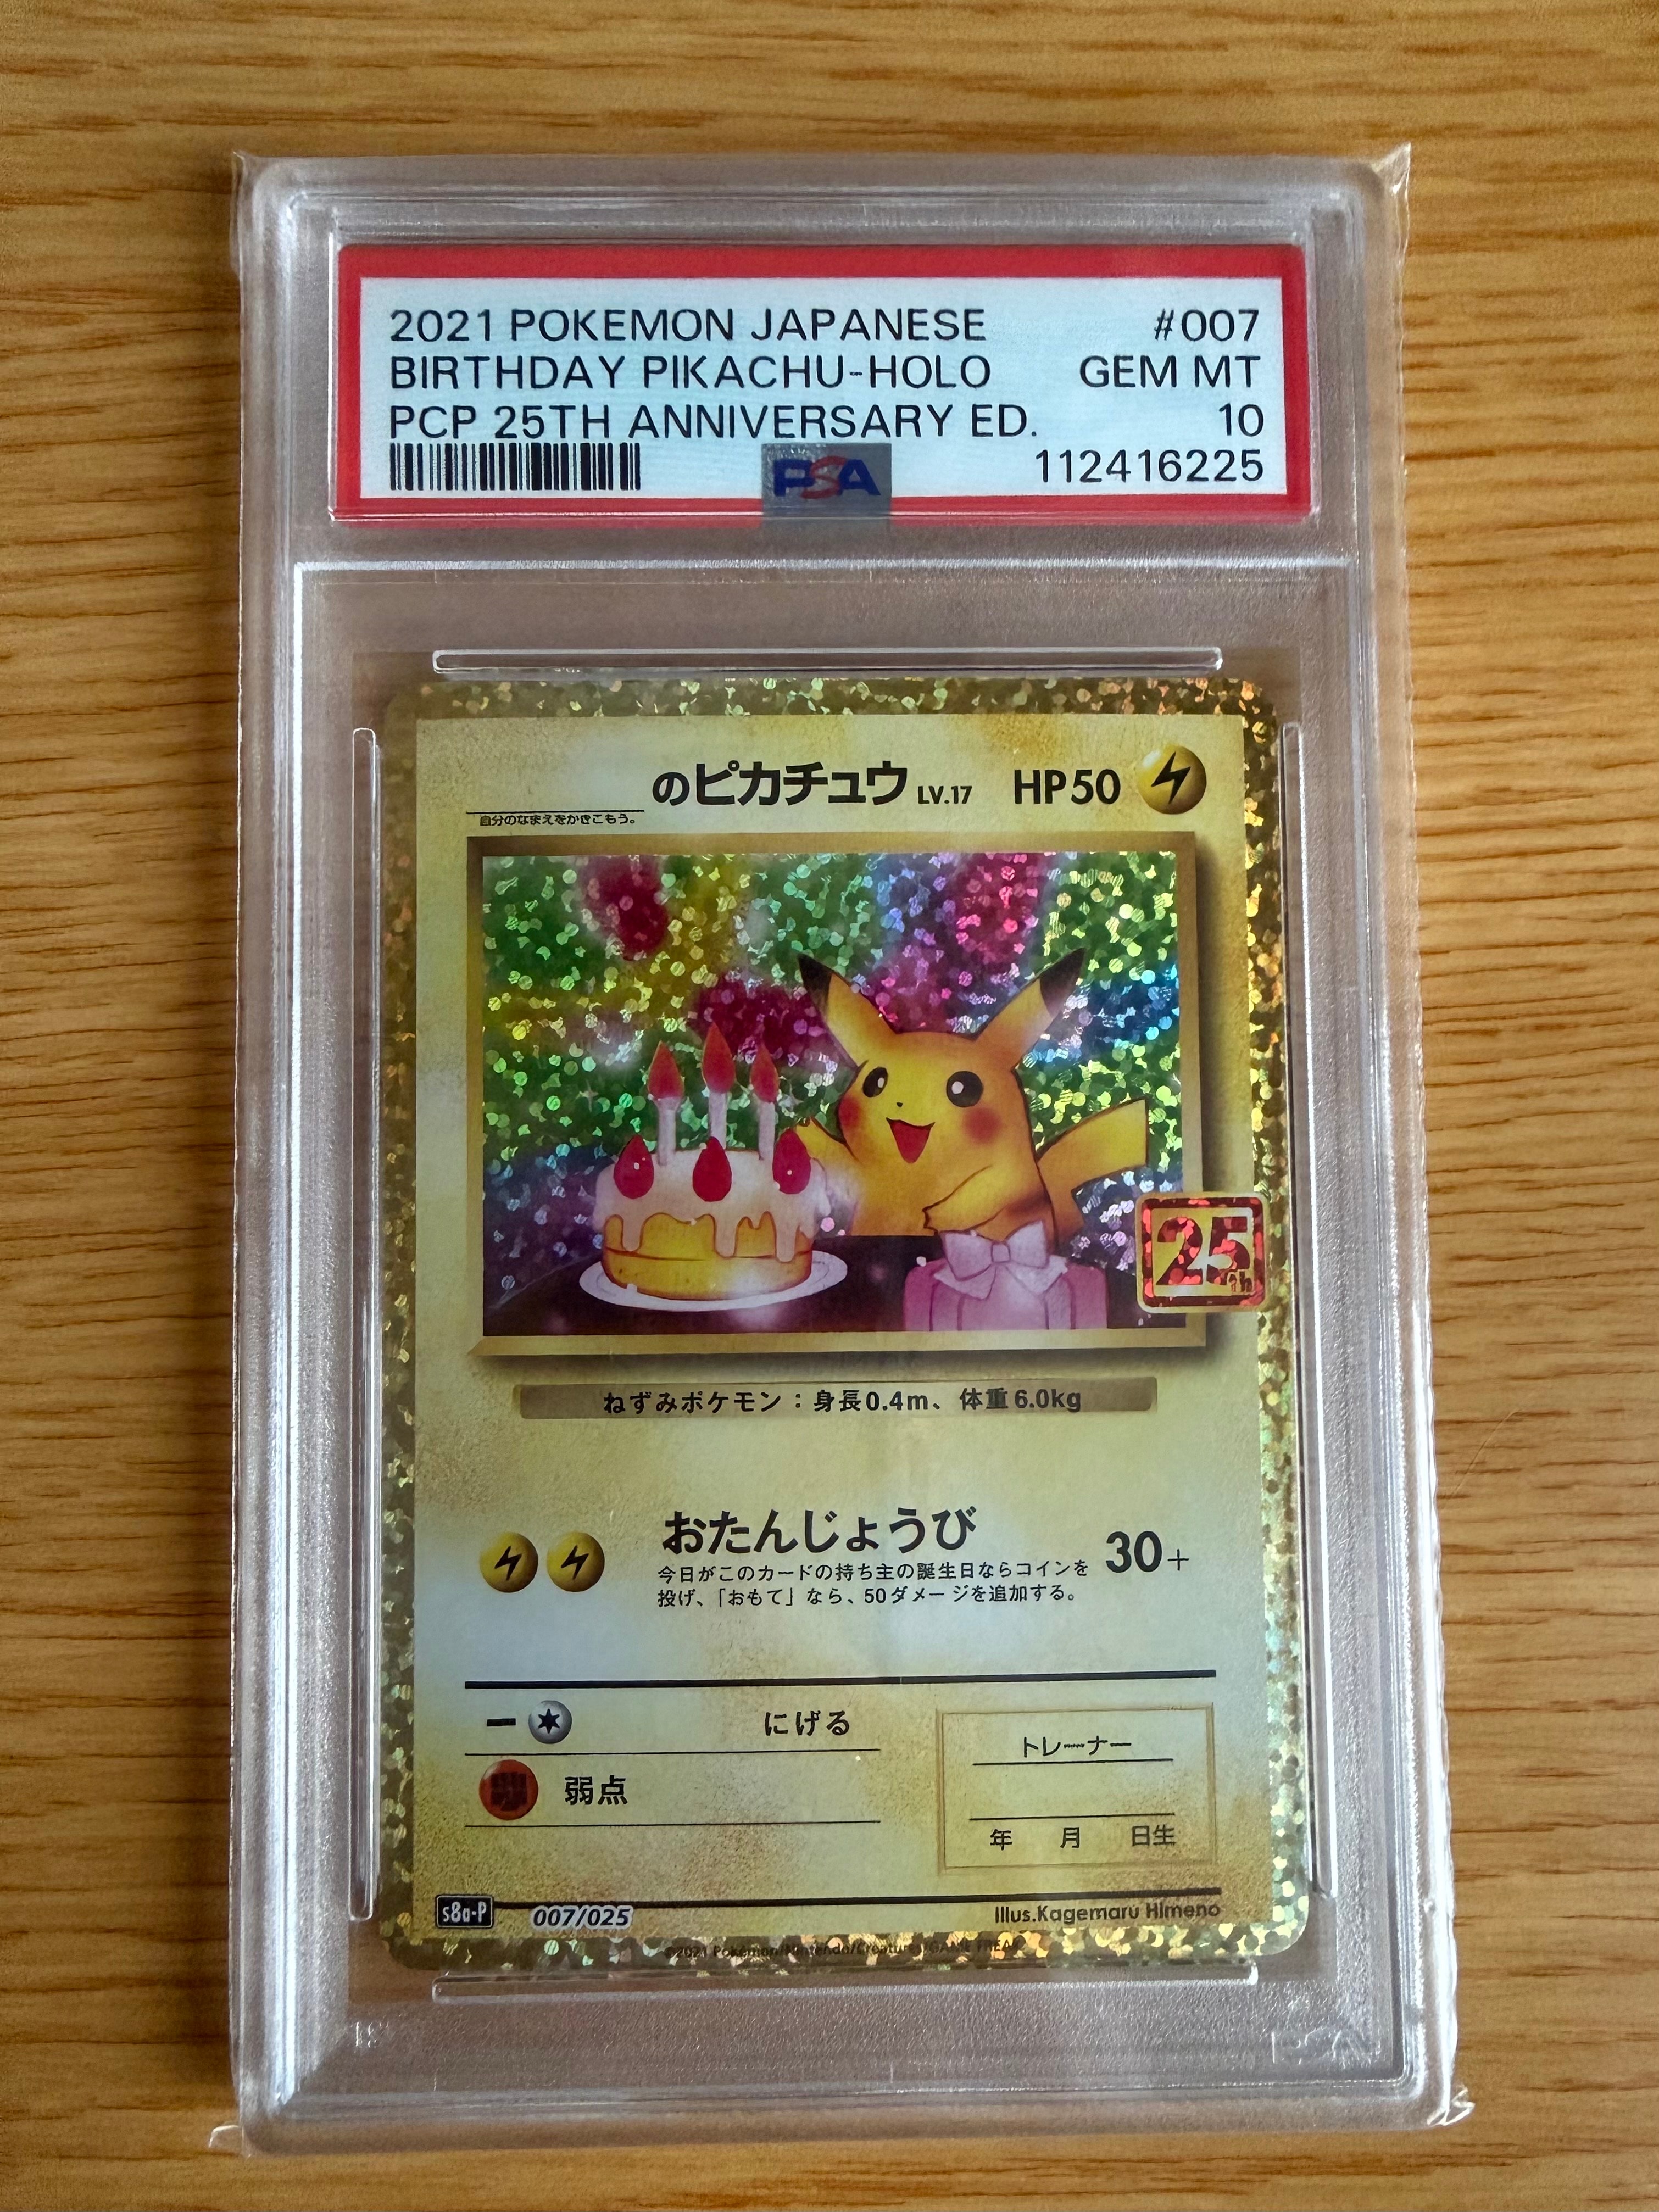 2021 POKEMON JAPANESE #007
BIRTHDAY PIKACHU-HOLO GEM MT
PCP 25TH ANNIVERSARY ED. 10
PSA 112416225
のピカチュウ LV.17 HP50
自分のなまえをかきこもう。
25th
ねずみポケモン：身長0.4m、体重6.0kg
おたんじょうび 30+
今日がこのカードの持ち主の誕生日ならコインを
投げ、「おもて」なら、50ダメージを追加する。
にげる
弱点
トレーナー
年 月 日生
s8a-P 007/025 Illus.Kagemaru Himeno
©2021 Pokémon/Nintendo/Creatures/GAME FREAK